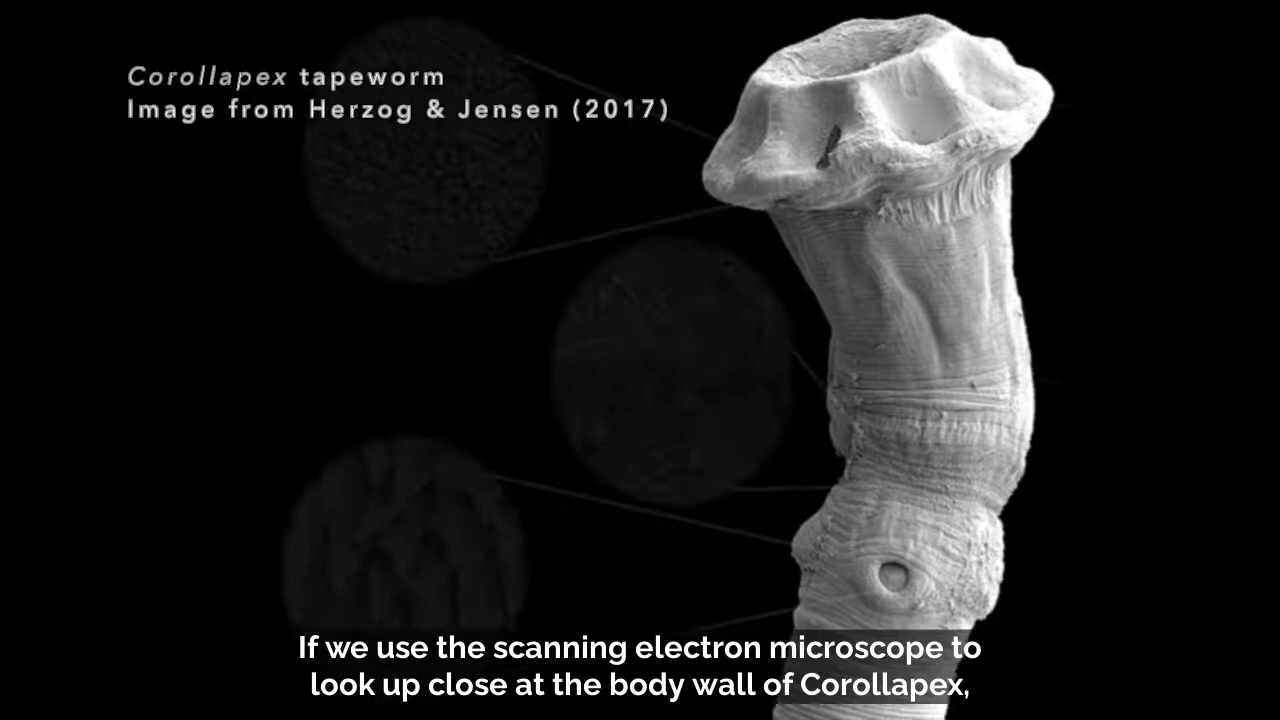 Corollapex tapeworm
Image from Herzog & Jensen (2017)
If we use the scanning electron microscope to
look up close at the body wall of Corollapex,